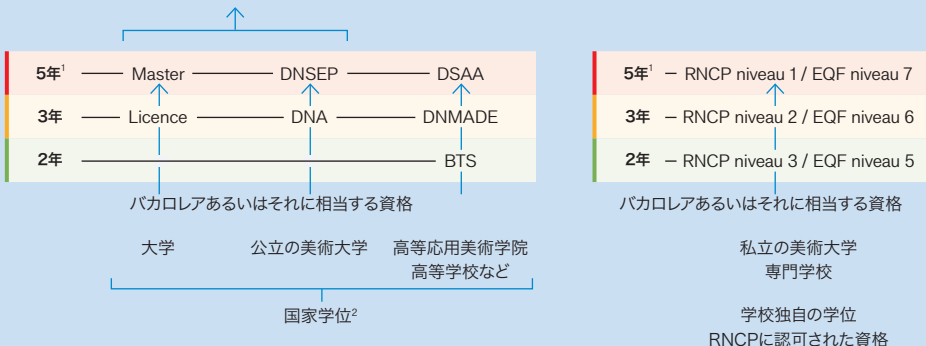 5年¹ Master DNSEP DSAA
3年 Licence DNA DNMADE
2年 BTS
バカロレアあるいはそれに相当する資格
大学 公立の美術大学 高等応用美術学院
高等学校など
国家学位²
5年¹ RNCP niveau 1 / EQF niveau 7
3年 RNCP niveau 2 / EQF niveau 6
2年 RNCP niveau 3 / EQF niveau 5
バカロレアあるいはそれに相当する資格
私立の美術大学
専門学校
学校独自の学位
RNCPに認可された資格